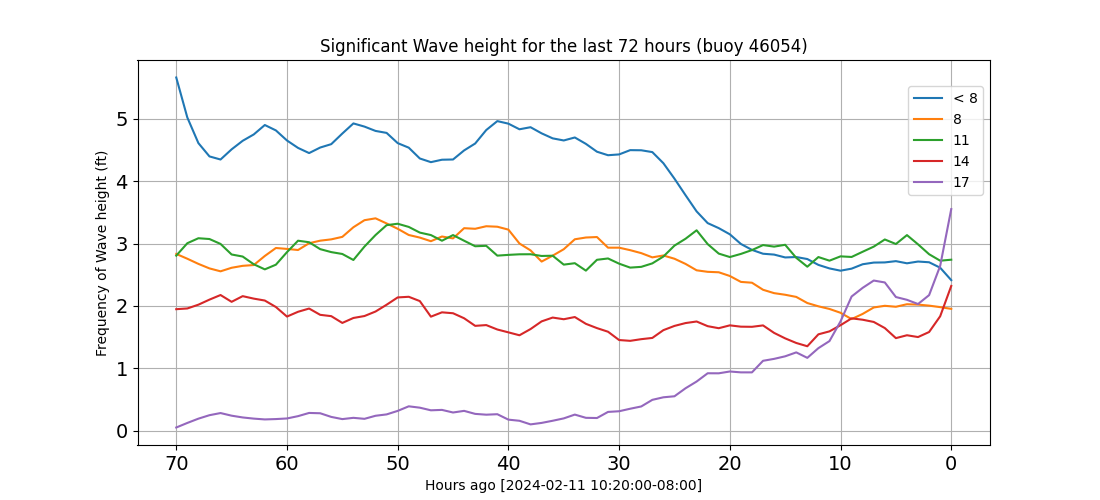 Significant Wave height for the last 72 hours (buoy 46054)
Frequency of Wave height (ft)
5
4
3
2
1
0
< 8
8
11
14
17
70 60 50 40 30 20 10 0
Hours ago [2024-02-11 10:20:00-08:00]